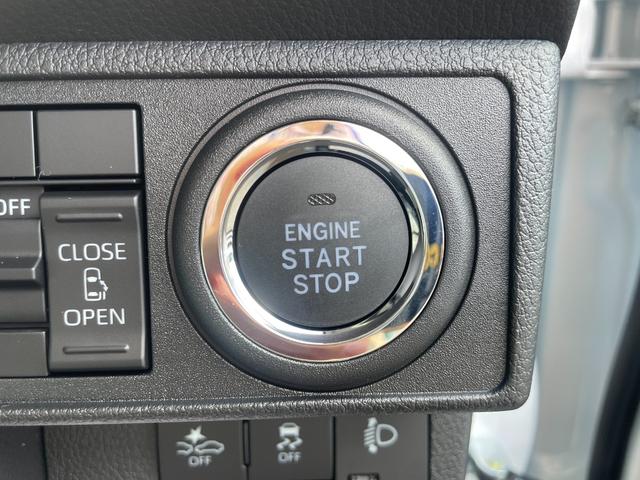 ENGINE
START
STOP
OFF
CLOSE
OPEN
OFF
OFF